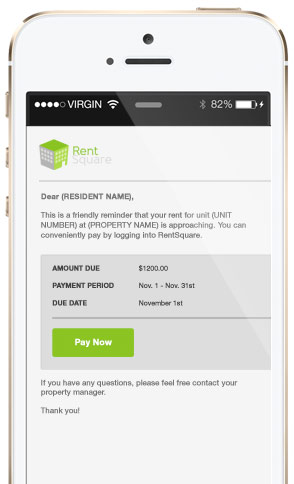 VIRGIN 82%
Rent
Square
Dear (RESIDENT NAME),
This is a friendly reminder that your rent for unit (UNIT
NUMBER) at (PROPERTY NAME) is approaching. You can
conveniently pay by logging into RentSquare.
AMOUNT DUE $1200.00
PAYMENT PERIOD Nov. 1 - Nov. 31st
DUE DATE November 1st
Pay Now
If you have any questions, please feel free contact your
property manager.
Thank you!